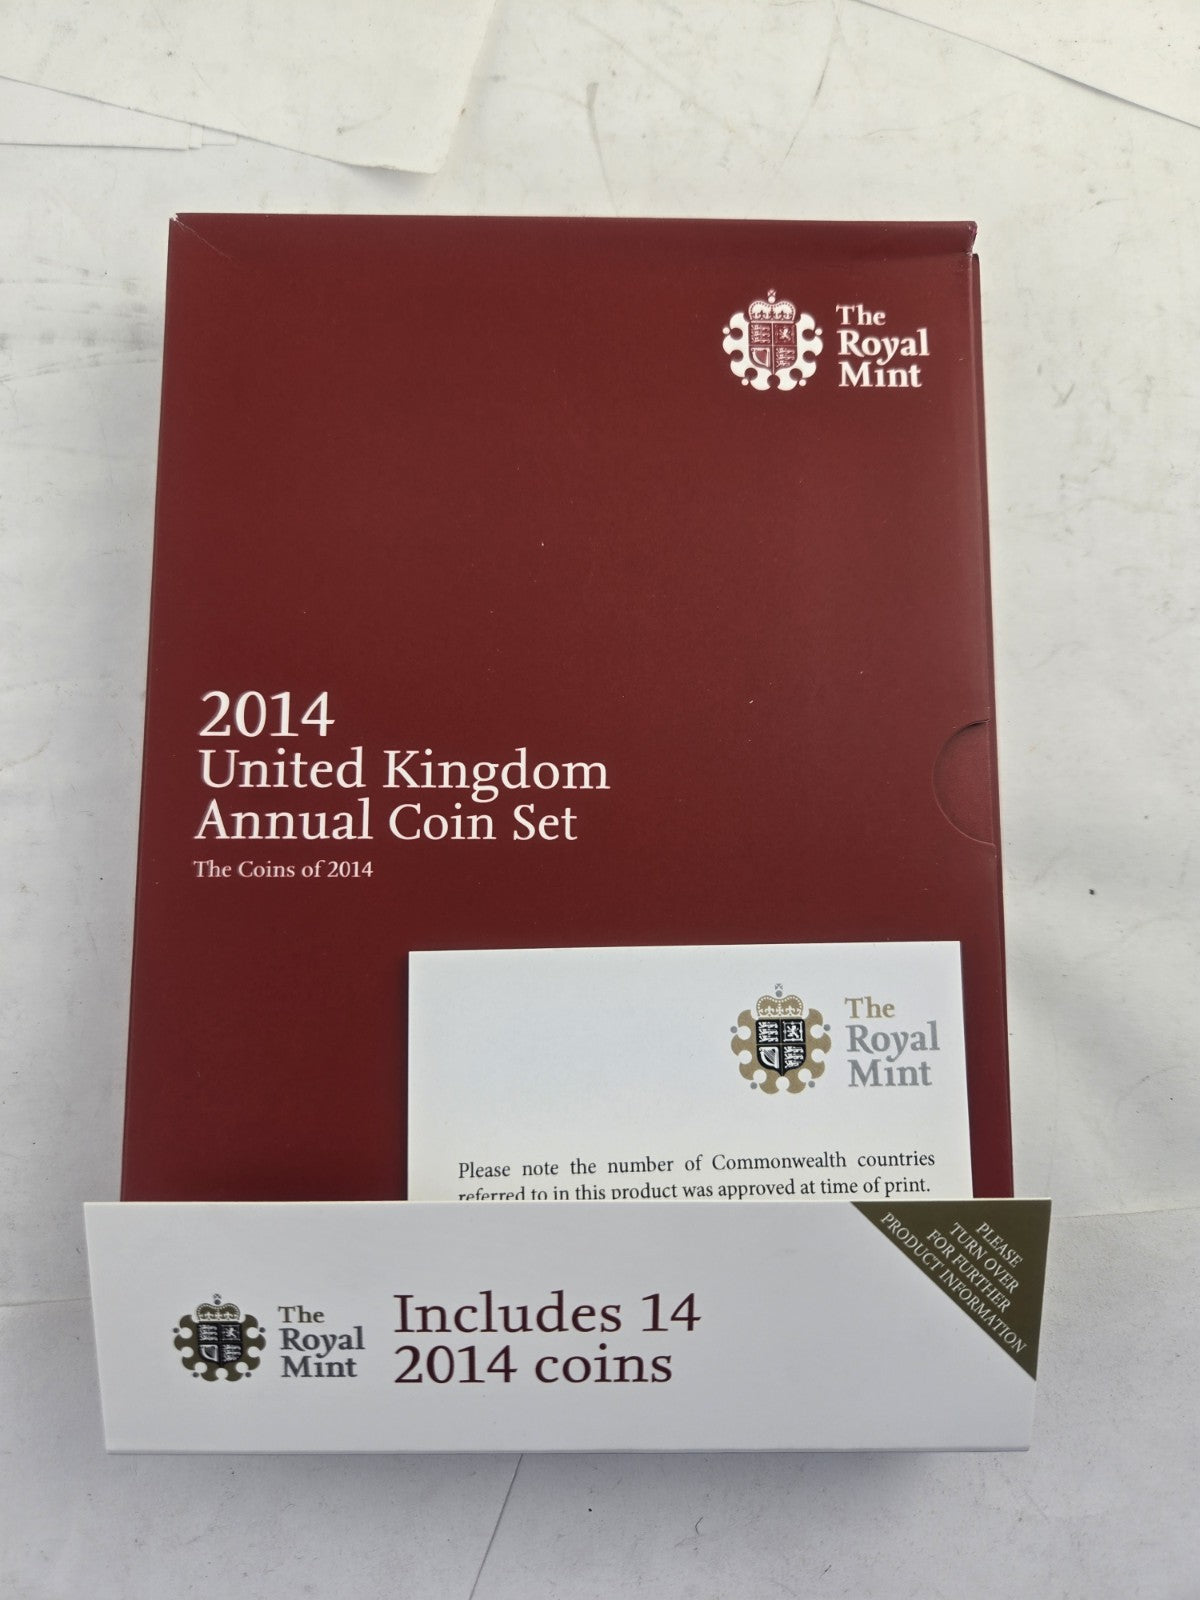 The
Royal
Mint
2014
United Kingdom
Annual Coin Set
The Coins of 2014
The
Royal
Mint
Please note the number of Commonwealth countries
referred to in this product was approved at time of print.
The
Royal
Mint
Includes 14
2014 coins
PLEASE
TURN OVER
FOR FURTHER
PRODUCT INFORMATION